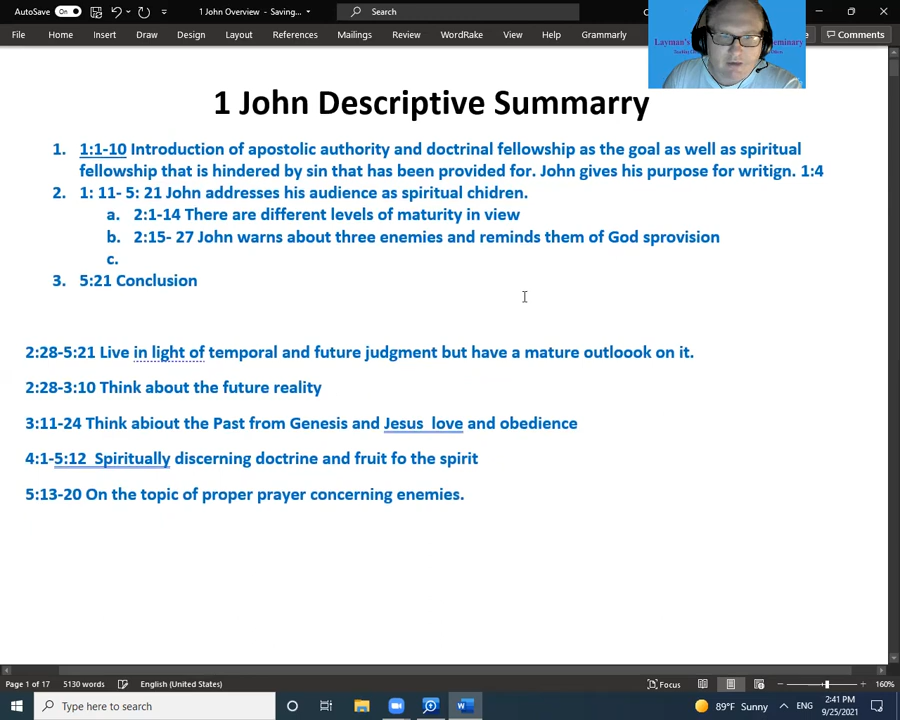 AutoSave On 1 John Overview - Saving... Search
File Home Insert Draw Design Layout References Mailings Review WordRake View Help Grammarly Comments
1 John Descriptive Summarry
1. 1:1-10 Introduction of apostolic authority and doctrinal fellowship as the goal as well as spiritual
fellowship that is hindered by sin that has been provided for. John gives his purpose for writign. 1:4
2. 1: 11- 5: 21 John addresses his audience as spiritual chidren.
a. 2:1-14 There are different levels of maturity in view
b. 2:15- 27 John warns about three enemies and reminds them of God sprovision
c.
3. 5:21 Conclusion
2:28-5:21 Live in light of temporal and future judgment but have a mature outloook on it.
2:28-3:10 Think about the future reality
3:11-24 Think abiout the Past from Genesis and Jesus love and obedience
4:1-5:12 Spiritually discerning doctrine and fruit fo the spirit
5:13-20 On the topic of proper prayer concerning enemies.
Page 1 of 17 5130 words English (United States) Focus 160%
Type here to search 89°F Sunny ENG 2:41 PM
9/25/2021